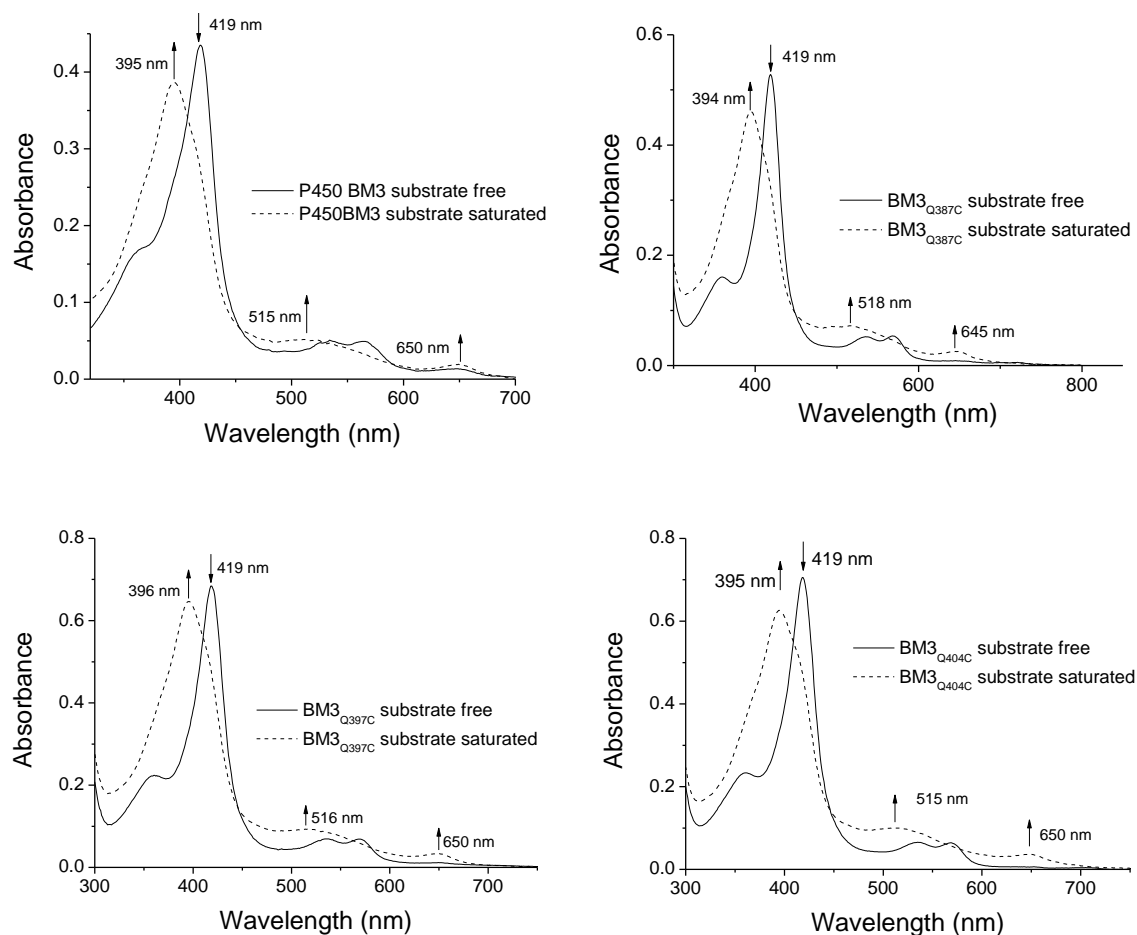 419 nm
395 nm
0.4
0.3
0.2
0.1
0.0
Absorbance
P450 BM3 substrate free
P450BM3 substrate saturated
515 nm
650 nm
400 500 600 700
Wavelength (nm)
0.6
0.4
0.2
0.0
Absorbance
419 nm
394 nm
BM3Q387C substrate free
BM3Q387C substrate saturated
518 nm
645 nm
400 600 800
Wavelength (nm)
0.8
0.6
0.4
0.2
0.0
Absorbance
419 nm
396 nm
BM3Q397C substrate free
BM3Q397C substrate saturated
516 nm
650 nm
300 400 500 600 700
Wavelength (nm)
0.8
0.6
0.4
0.2
0.0
Absorbance
419 nm
395 nm
BM3Q404C substrate free
BM3Q404C substrate saturated
515 nm
650 nm
300 400 500 600 700
Wavelength (nm)